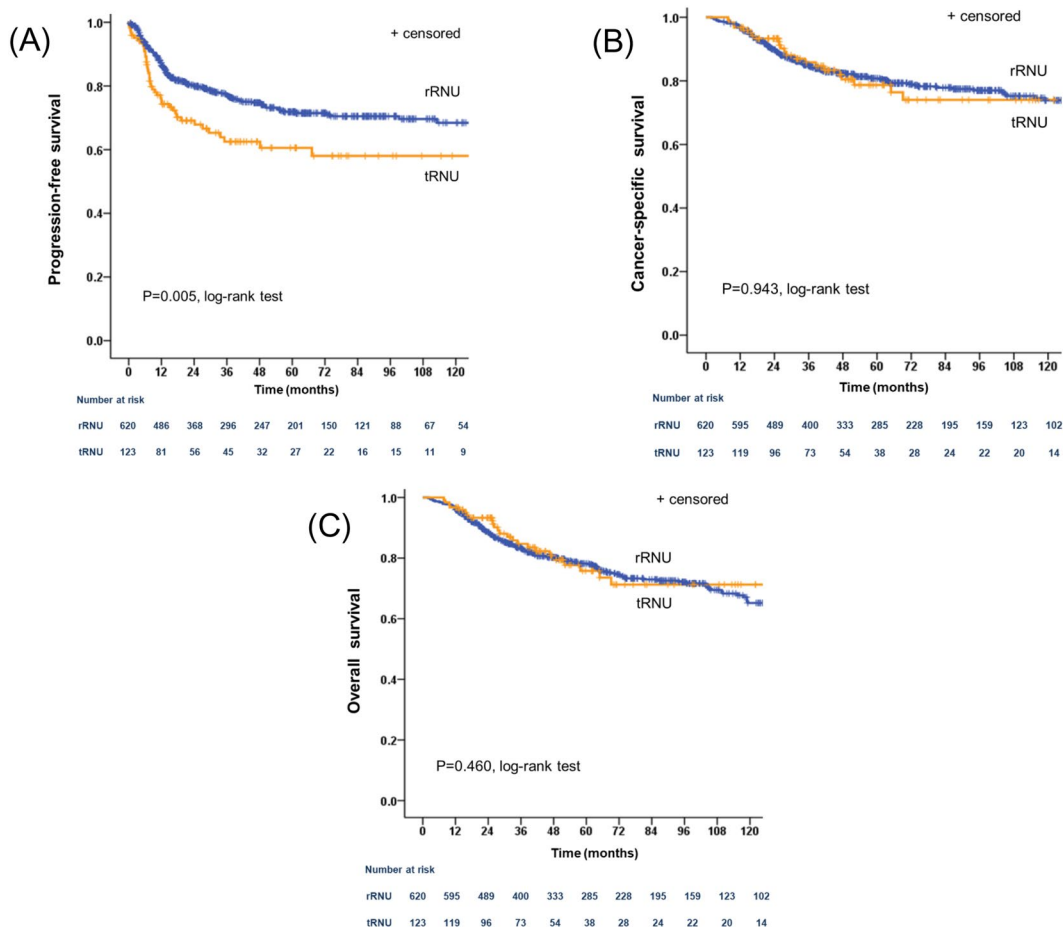 (A)
+ censored
rRNU
tRNU
P=0.005, log-rank test
Progression-free survival
1.0
0.8
0.6
0.4
0.2
0.0
0 12 24 36 48 60 72 84 96 108 120
Time (months)
Number at risk
rRNU 620 486 368 296 247 201 150 121 88 67 54
tRNU 123 81 56 45 32 27 22 16 15 11 9
(B)
+ censored
rRNU
tRNU
P=0.943, log-rank test
Cancer-specific survival
1.0
0.8
0.6
0.4
0.2
0.0
0 12 24 36 48 60 72 84 96 108 120
Time (months)
Number at risk
rRNU 620 595 489 400 333 285 228 195 159 123 102
tRNU 123 119 96 73 54 38 28 24 22 20 14
(C)
+ censored
rRNU
tRNU
P=0.460, log-rank test
Overall survival
1.0
0.8
0.6
0.4
0.2
0.0
0 12 24 36 48 60 72 84 96 108 120
Time (months)
Number at risk
rRNU 620 595 489 400 333 285 228 195 159 123 102
tRNU 123 119 96 73 54 38 28 24 22 20 14